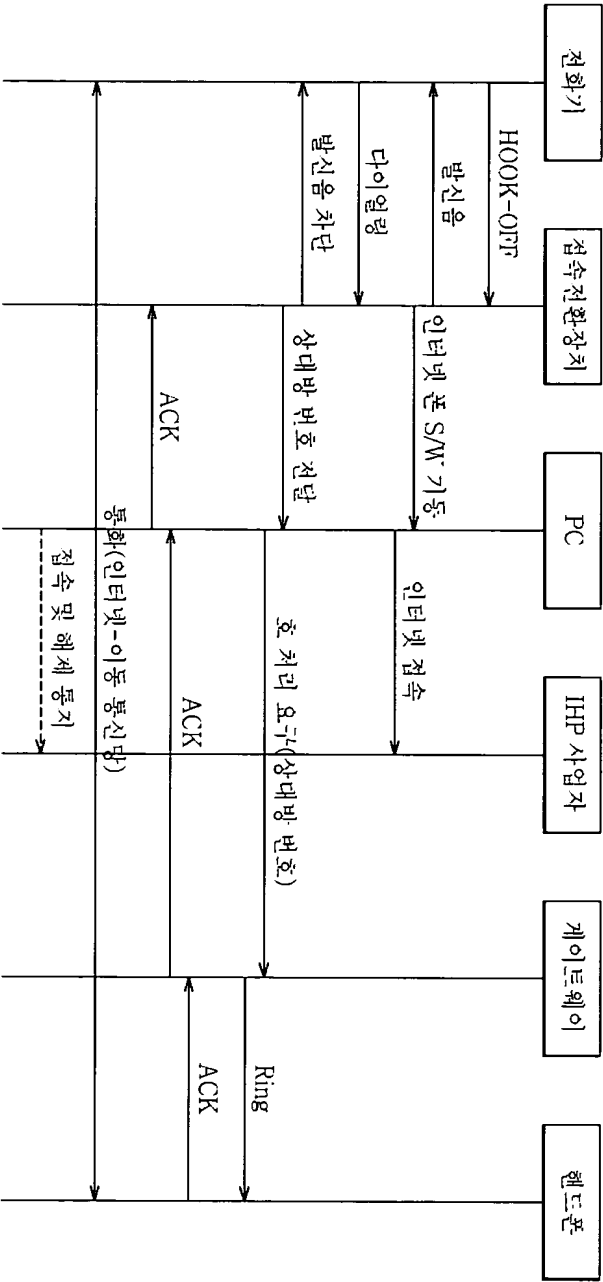 전화기
접속전환장치
PC
IHP 사업자
게이트웨이
핸드폰
HOOK-OFF
발신음
인터넷 폰 S/W 기동
인터넷 접속
다이얼링
발신음 차단
상대방 번호 전달
호 처리 요구(상대방 번호)
Ring
ACK
ACK
ACK
통화(인터넷-이동 통신망)
접속 및 해제 통지